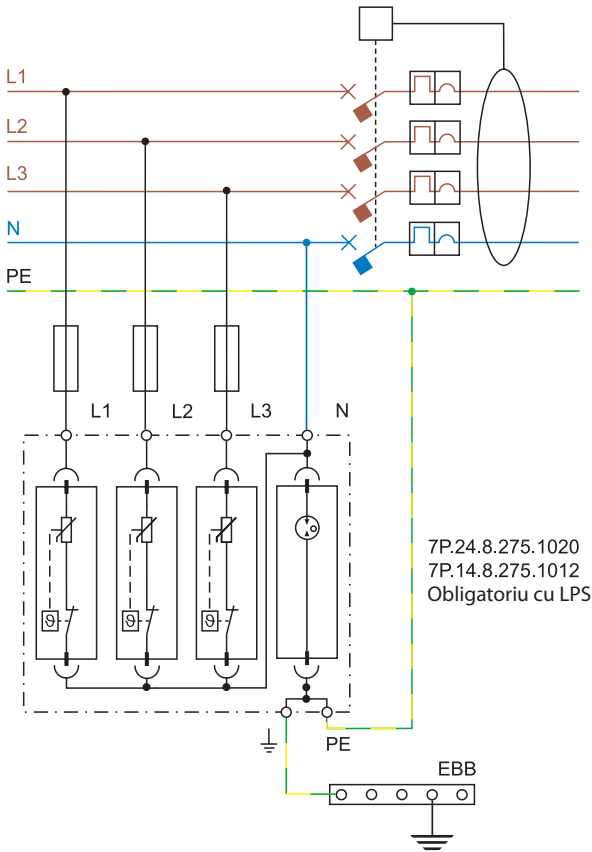 L1
L2
L3
N
PE
L1 L2 L3 N
ϑ ϑ ϑ
7P.24.8.275.1020
7P.14.8.275.1012
Obligatoriu cu LPS
PE
EBB